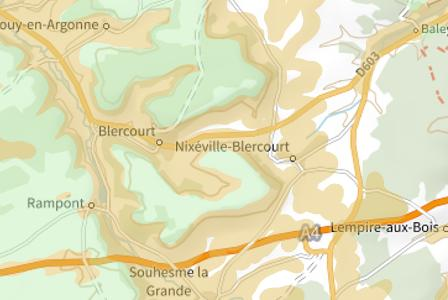 ouy-en-Argonne
Baley
D603
Blercourt
Nixéville-Blercourt
Rampont
A4
Lempire-aux-Bois
Souhesme la
Grande